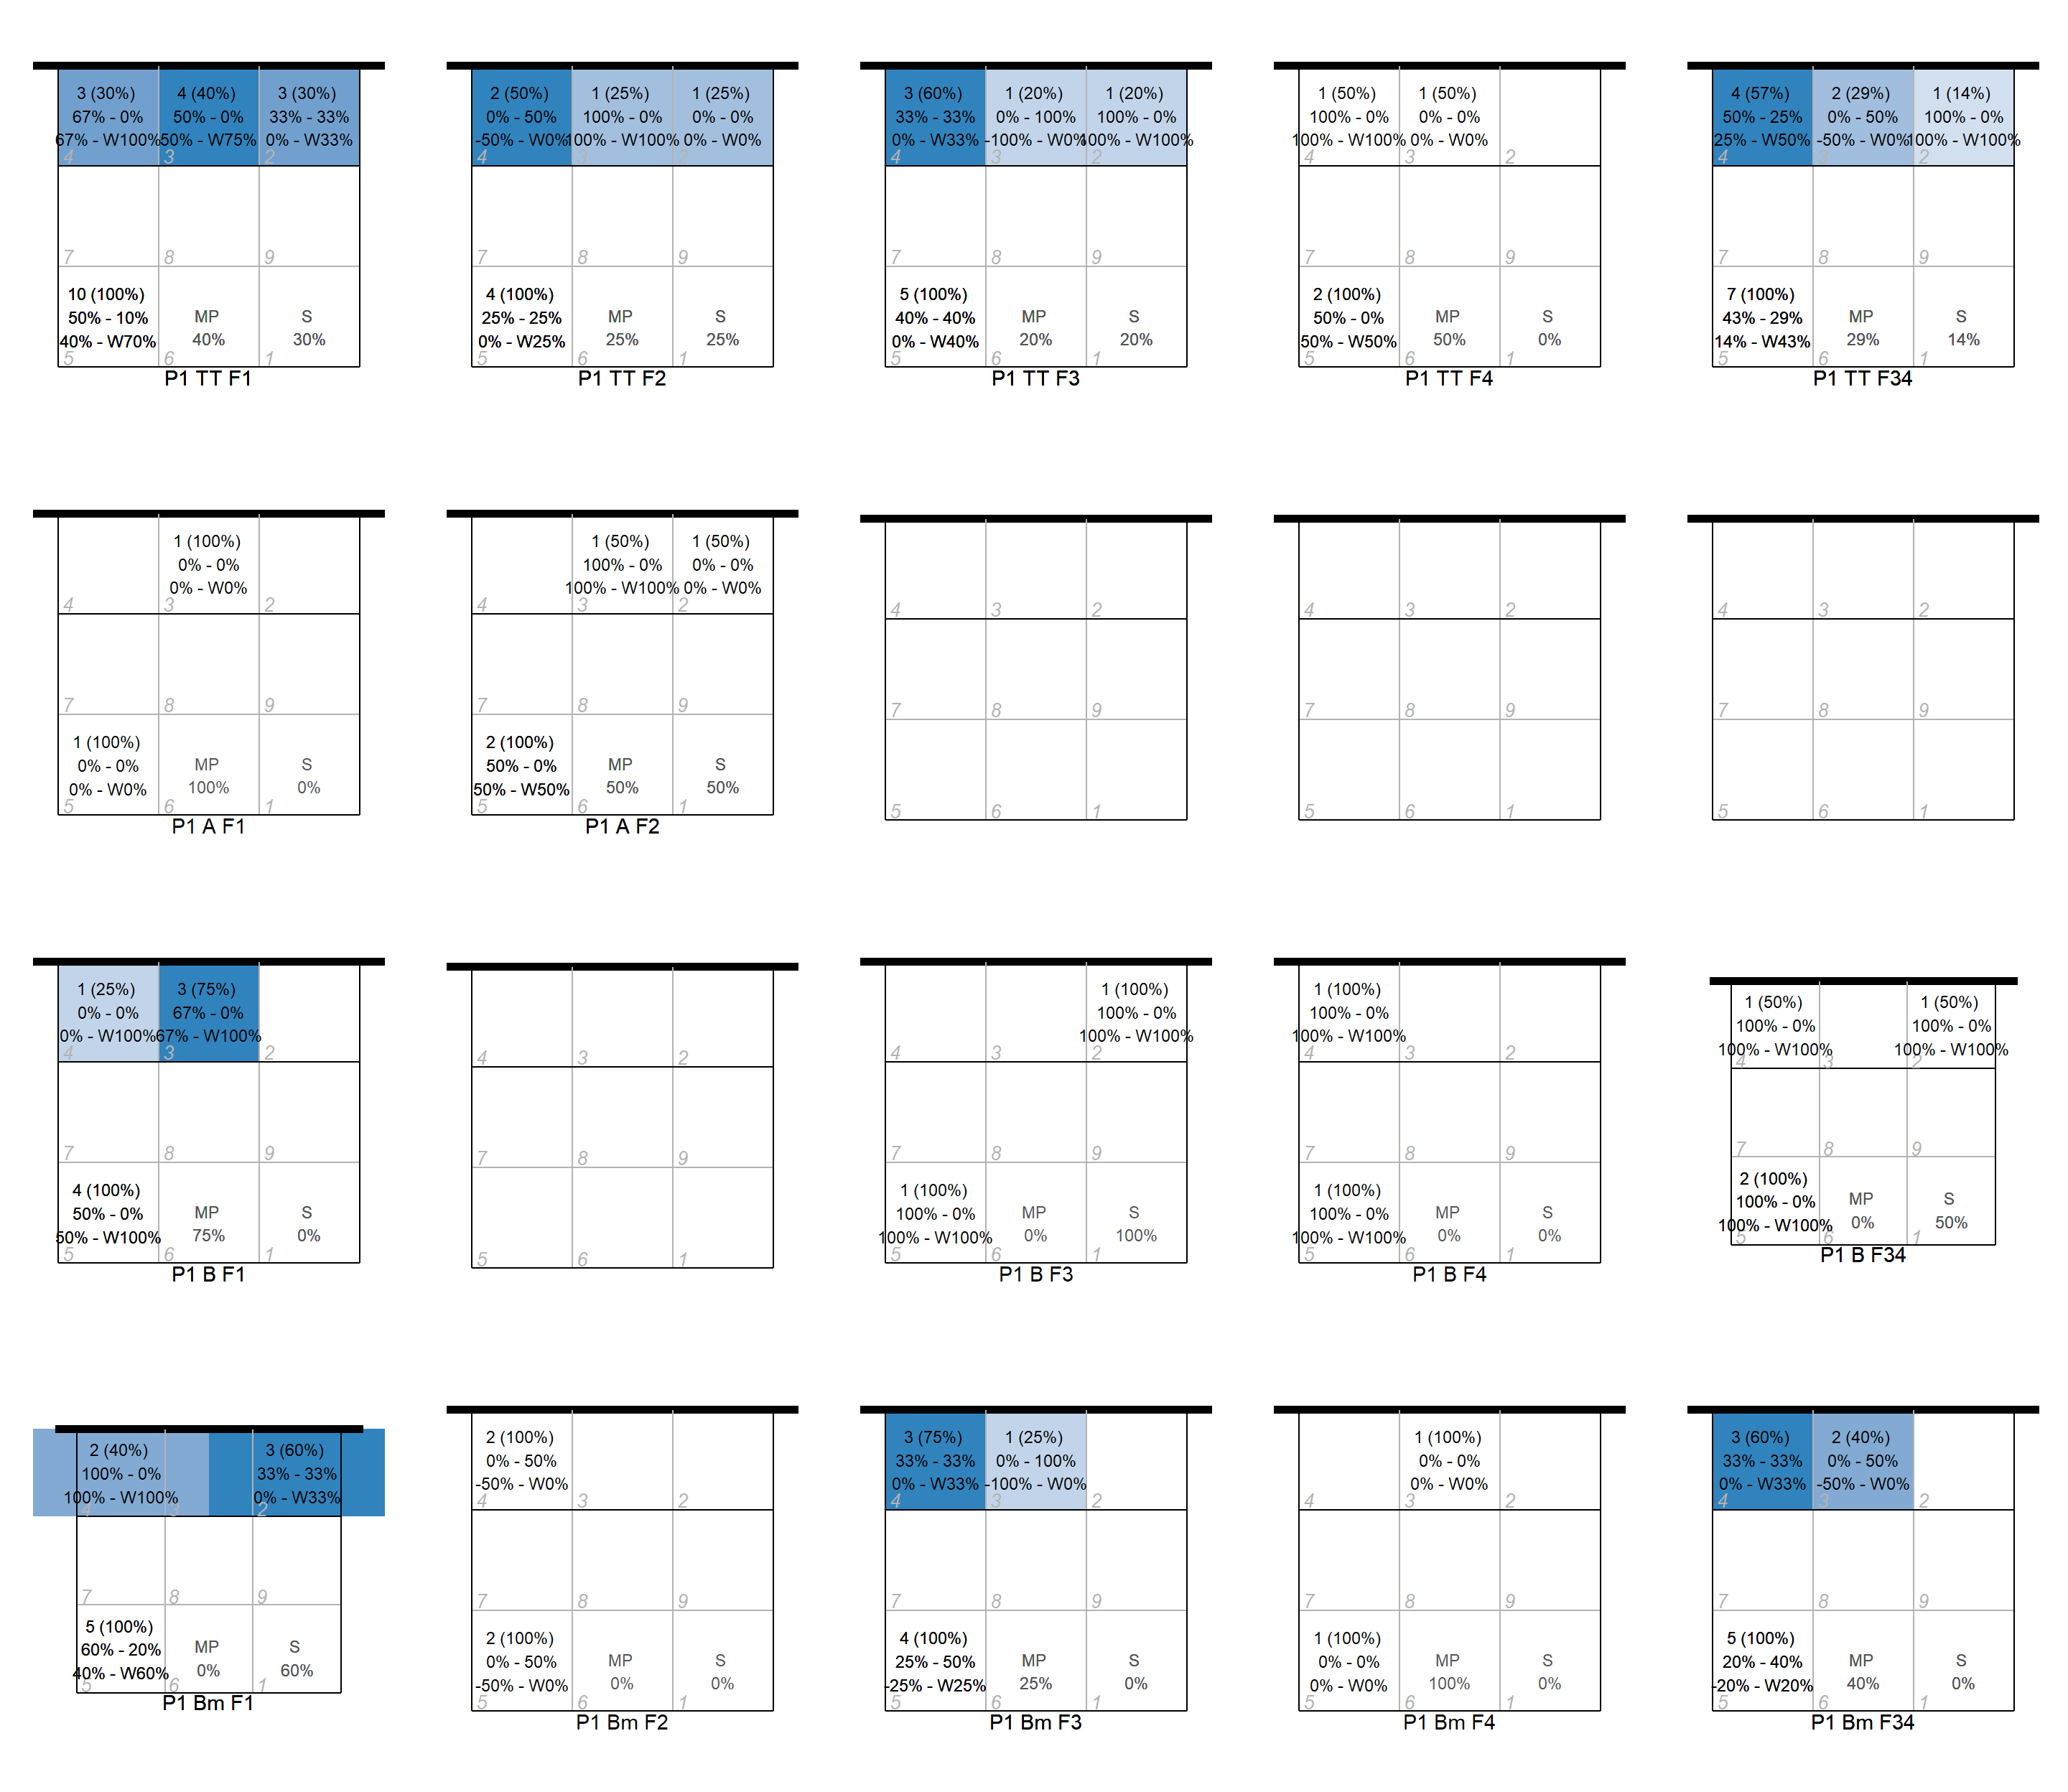 3 (30%) 4 (40%) 3 (30%)
67% - 0% 50% - 0% 33% - 33%
67% - W100% 50% - W75% 0% - W33%
4 3 2
7 8 9
10 (100%)
50% - 10% MP S
40% - W70% 40% 30%
5 6 1
P1 TT F1
2 (50%) 1 (25%) 1 (25%)
0% - 50% 100% - 0% 0% - 0%
-50% - W0% 100% - W100% 0% - W0%
4 3 2
7 8 9
4 (100%)
25% - 25% MP S
0% - W25% 25% 25%
5 6 1
P1 TT F2
3 (60%) 1 (20%) 1 (20%)
33% - 33% 0% - 100% 100% - 0%
0% - W33% -100% - W0% 100% - W100%
4 3 2
7 8 9
5 (100%)
40% - 40% MP S
0% - W40% 20% 20%
5 6 1
P1 TT F3
1 (50%) 1 (50%)
100% - 0% 0% - 0%
100% - W100% 0% - W0%
4 3 2
7 8 9
2 (100%)
50% - 0% MP S
50% - W50% 50% 0%
5 6 1
P1 TT F4
4 (57%) 2 (29%) 1 (14%)
50% - 25% 0% - 50% 100% - 0%
25% - W50% -50% - W0% 100% - W100%
4 3 2
7 8 9
7 (100%)
43% - 29% MP S
14% - W43% 29% 14%
5 6 1
P1 TT F34
1 (100%)
0% - 0%
0% - W0%
4 3 2
7 8 9
1 (100%)
0% - 0% MP S
0% - W0% 100% 0%
5 6 1
P1 A F1
1 (50%) 1 (50%)
100% - 0% 0% - 0%
100% - W100% 0% - W0%
4 3 2
7 8 9
2 (100%)
50% - 0% MP S
50% - W50% 50% 50%
5 6 1
P1 A F2
4 3 2
7 8 9
5 6 1
4 3 2
7 8 9
5 6 1
4 3 2
7 8 9
5 6 1
1 (25%) 3 (75%)
0% - 0% 67% - 0%
0% - W100% 67% - W100%
4 3 2
7 8 9
4 (100%)
50% - 0% MP S
50% - W100% 75% 0%
5 6 1
P1 B F1
4 3 2
7 8 9
5 6 1
1 (100%)
100% - 0%
100% - W100%
4 3 2
7 8 9
1 (100%)
100% - 0% MP S
100% - W100% 0% 100%
5 6 1
P1 B F3
1 (100%)
100% - 0%
100% - W100%
4 3 2
7 8 9
1 (100%)
100% - 0% MP S
100% - W100% 0% 0%
5 6 1
P1 B F4
1 (50%) 1 (50%)
100% - 0% 100% - 0%
100% - W100% 100% - W100%
4 3 2
7 8 9
2 (100%)
100% - 0% MP S
100% - W100% 0% 50%
5 6 1
P1 B F34
2 (40%) 3 (60%)
100% - 0% 33% - 33%
100% - W100% 0% - W33%
4 3 2
7 8 9
5 (100%)
60% - 20% MP S
40% - W60% 0% 60%
5 6 1
P1 Bm F1
2 (100%)
0% - 50%
-50% - W0%
4 3 2
7 8 9
2 (100%)
0% - 50% MP S
-50% - W0% 0% 0%
5 6 1
P1 Bm F2
3 (75%) 1 (25%)
33% - 33% 0% - 100%
0% - W33% -100% - W0%
4 3 2
7 8 9
4 (100%)
25% - 50% MP S
-25% - W25% 25% 0%
5 6 1
P1 Bm F3
1 (100%)
0% - 0%
0% - W0%
4 3 2
7 8 9
1 (100%)
0% - 0% MP S
0% - W0% 100% 0%
5 6 1
P1 Bm F4
3 (60%) 2 (40%)
33% - 33% 0% - 50%
0% - W33% -50% - W0%
4 3 2
7 8 9
5 (100%)
20% - 40% MP S
-20% - W20% 40% 0%
5 6 1
P1 Bm F34